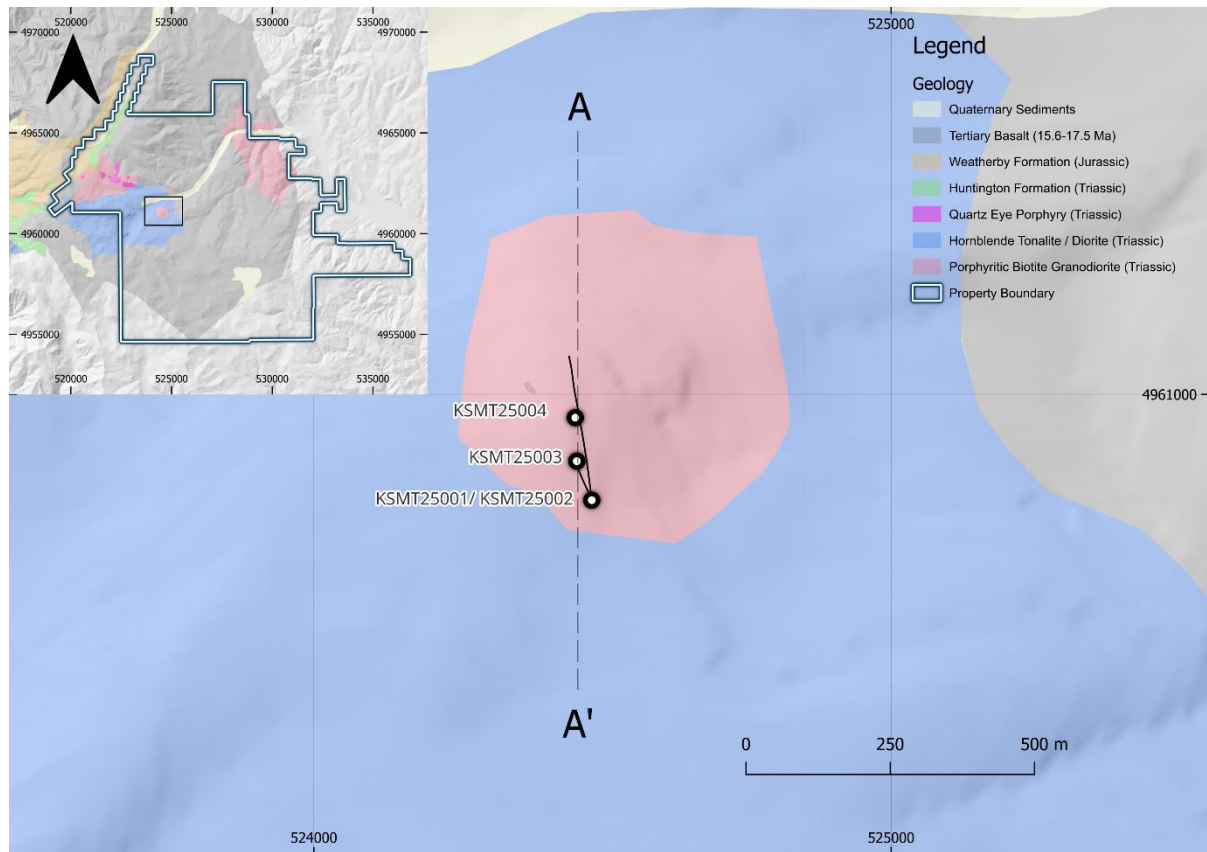 520000
525000
530000
535000
4970000
4970000
4965000
4965000
4960000
4960000
4955000
4955000
520000
525000
530000
535000
525000
Legend
Geology
Quaternary Sediments
Tertiary Basalt (15.6-17.5 Ma)
Weatherby Formation (Jurassic)
Huntington Formation (Triassic)
Quartz Eye Porphyry (Triassic)
Hornblende Tonalite / Diorite (Triassic)
Porphyritic Biotite Granodiorite (Triassic)
Property Boundary
A
4961000
KSMT25004
KSMT25003
KSMT25001/ KSMT25002
A'
0 250 500 m
524000
525000